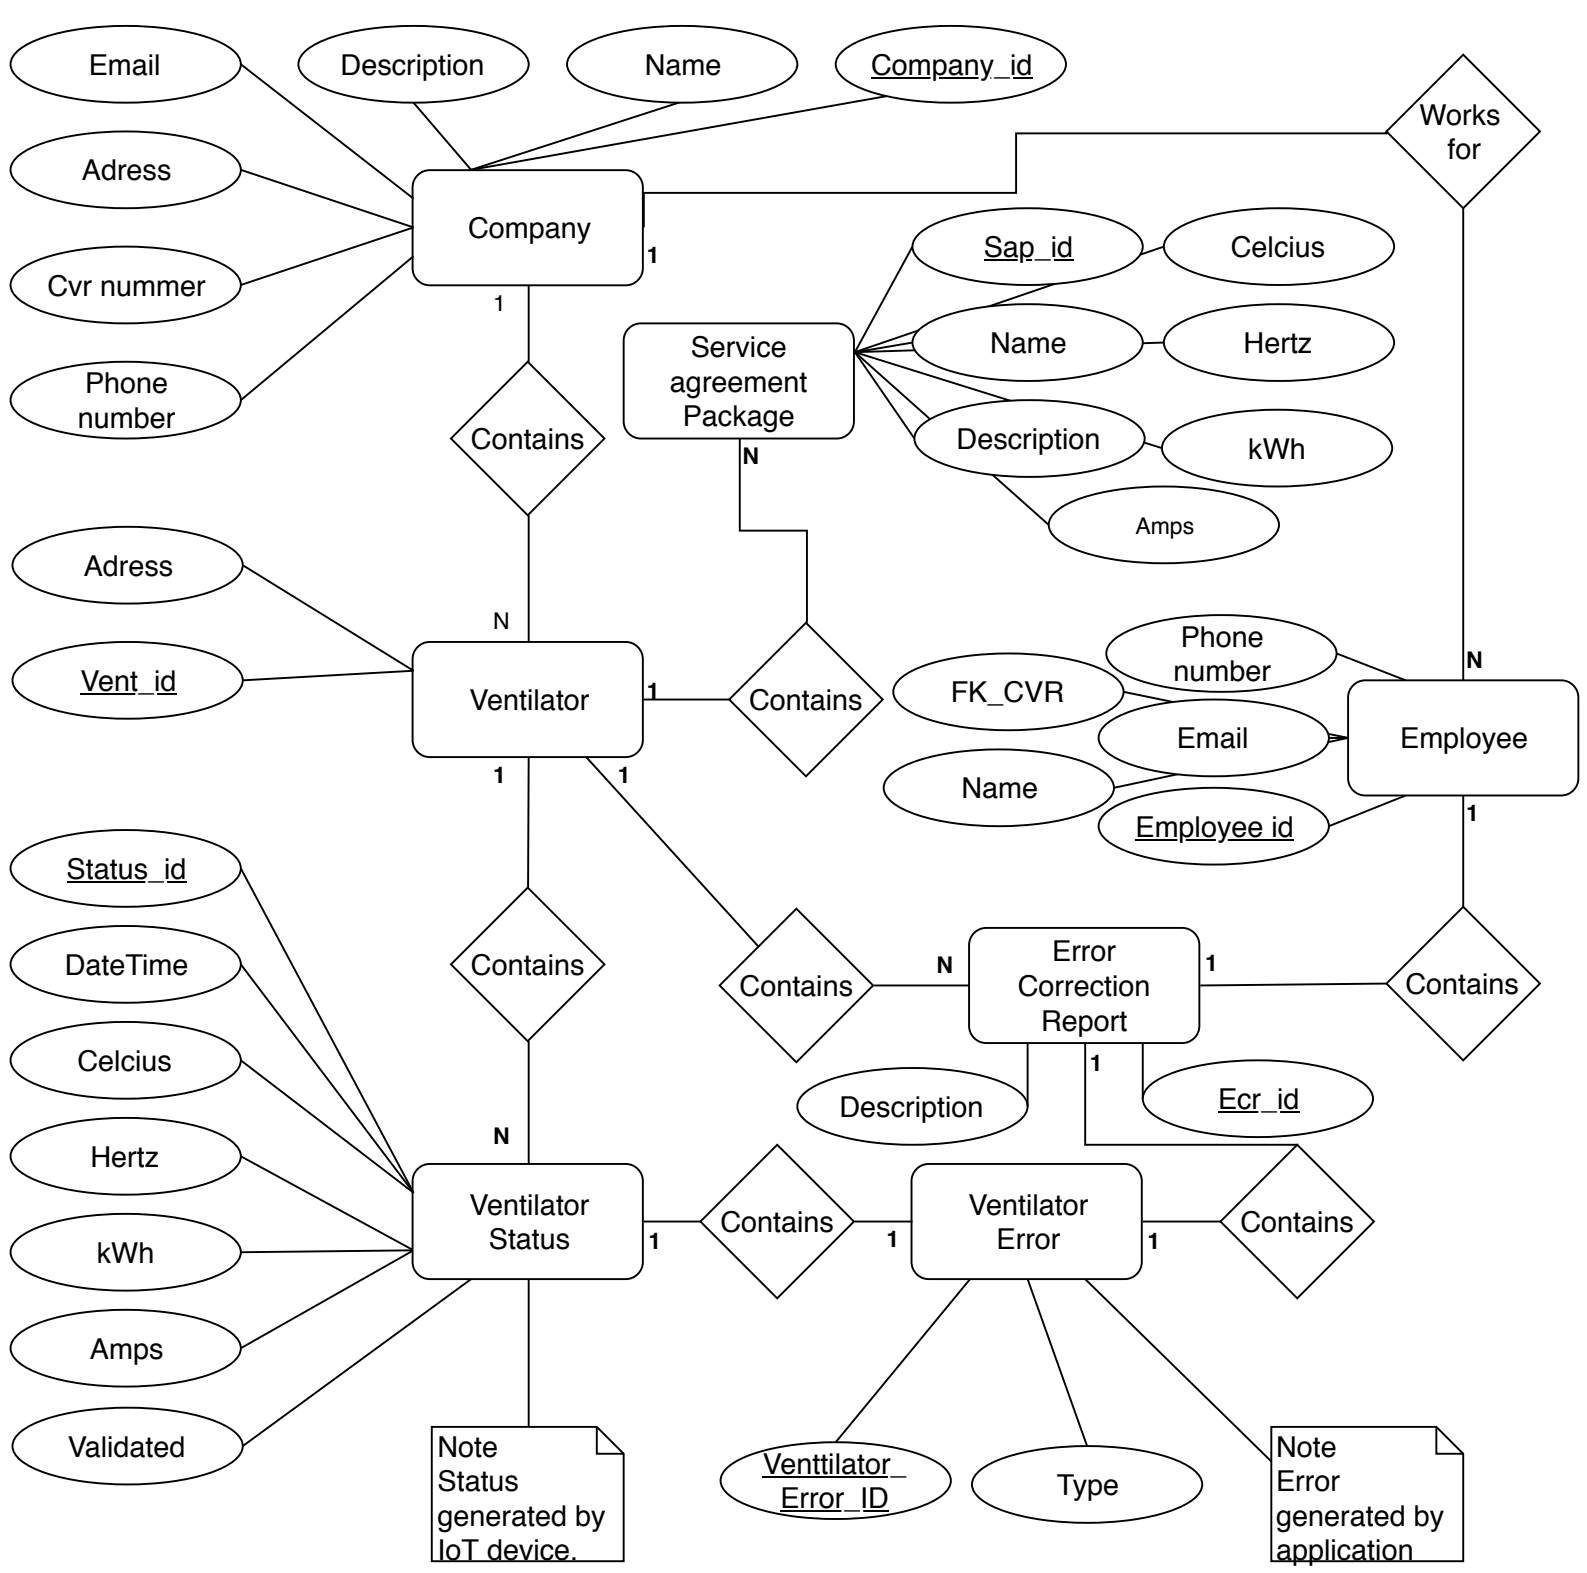 Email
Description
Name
Company_id
Works
for
Adress
Company
1
Cvr nummer
1
Phone
number
Sap_id
Celcius
Service
agreement
Package
Name
Hertz
Contains
N
Description
kWh
Amps
Adress
N
Vent_id
Ventilator
1
Contains
1
1
Phone
number
N
FK_CVR
Email
Employee
Name
Employee id
1
Status_id
DateTime
Contains
Contains
N
Error
Correction
Report
1
Contains
1
Celcius
Description
Ecr_id
Hertz
N
Ventilator
Status
1
Contains
1
Ventilator
Error
1
Contains
kWh
Amps
Validated
Note
Status
generated by
IoT device.
Venttilator_
Error_ID
Type
Note
Error
generated by
application